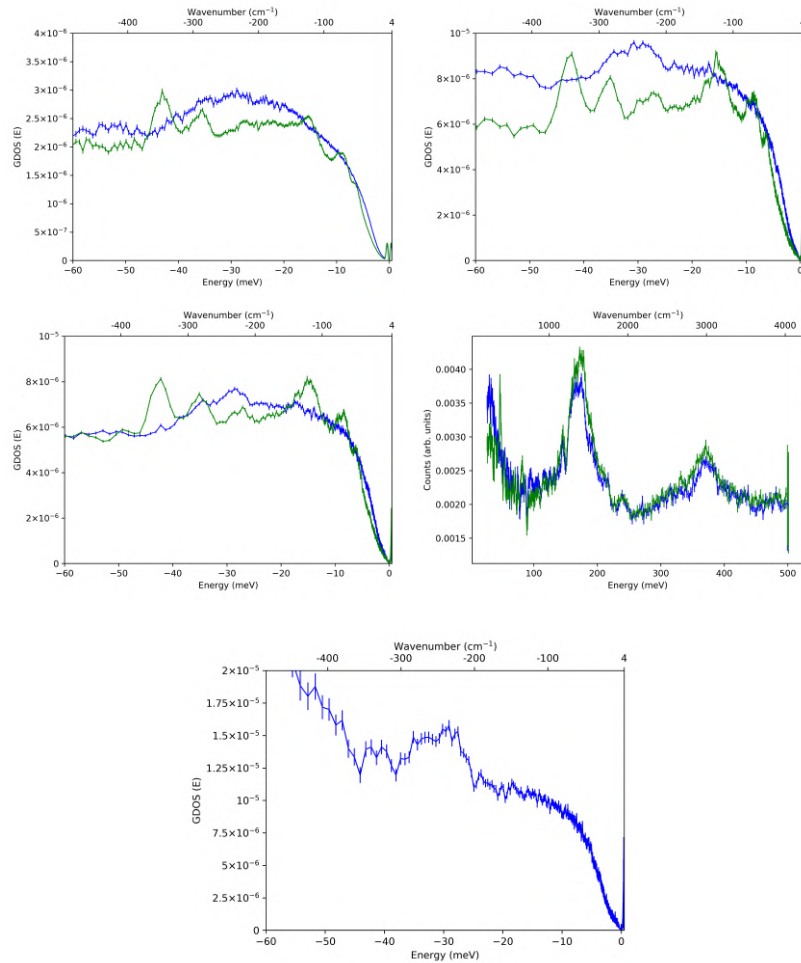 Wavenumber (cm⁻¹)
-400 -300 -200 -100 4
4×10⁻⁶
3.5×10⁻⁶
3×10⁻⁶
2.5×10⁻⁶
2×10⁻⁶
1.5×10⁻⁶
10⁻⁶
5×10⁻⁷
0
GDOS (E)
−60 −50 −40 −30 −20 −10 0
Energy (meV)
Wavenumber (cm⁻¹)
-400 -300 -200 -100
10⁻⁵
8×10⁻⁶
6×10⁻⁶
4×10⁻⁶
2×10⁻⁶
0
GDOS (E)
−60 −50 −40 −30 −20 −10 0
Energy (meV)
Wavenumber (cm⁻¹)
-400 -300 -200 -100 4
10⁻⁵
8×10⁻⁶
6×10⁻⁶
4×10⁻⁶
2×10⁻⁶
0
GDOS (E)
−60 −50 −40 −30 −20 −10 0
Energy (meV)
Wavenumber (cm⁻¹)
1000 2000 3000 4000
0.0040
0.0035
0.0030
0.0025
0.0020
0.0015
Counts (arb. units)
100 200 300 400 500
Energy (meV)
Wavenumber (cm⁻¹)
-400 -300 -200 -100 4
2×10⁻⁵
1.75×10⁻⁵
1.5×10⁻⁵
1.25×10⁻⁵
10⁻⁵
7.5×10⁻⁶
5×10⁻⁶
2.5×10⁻⁶
0
GDOS (E)
−60 −50 −40 −30 −20 −10 0
Energy (meV)